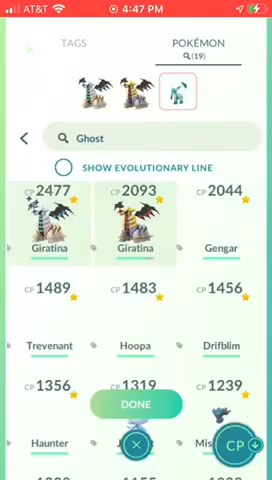 AT&T 4:47 PM
TAGS POKÉMON
(19)
Ghost
SHOW EVOLUTIONARY LINE
CP 2477 CP 2093 CP 2044
Giratina Giratina Gengar
CP 1489 CP 1483 CP 1456
Trevenant Hoopa Drifblim
CP 1356 CP 1319 CP 1239
DONE
Haunter
CP